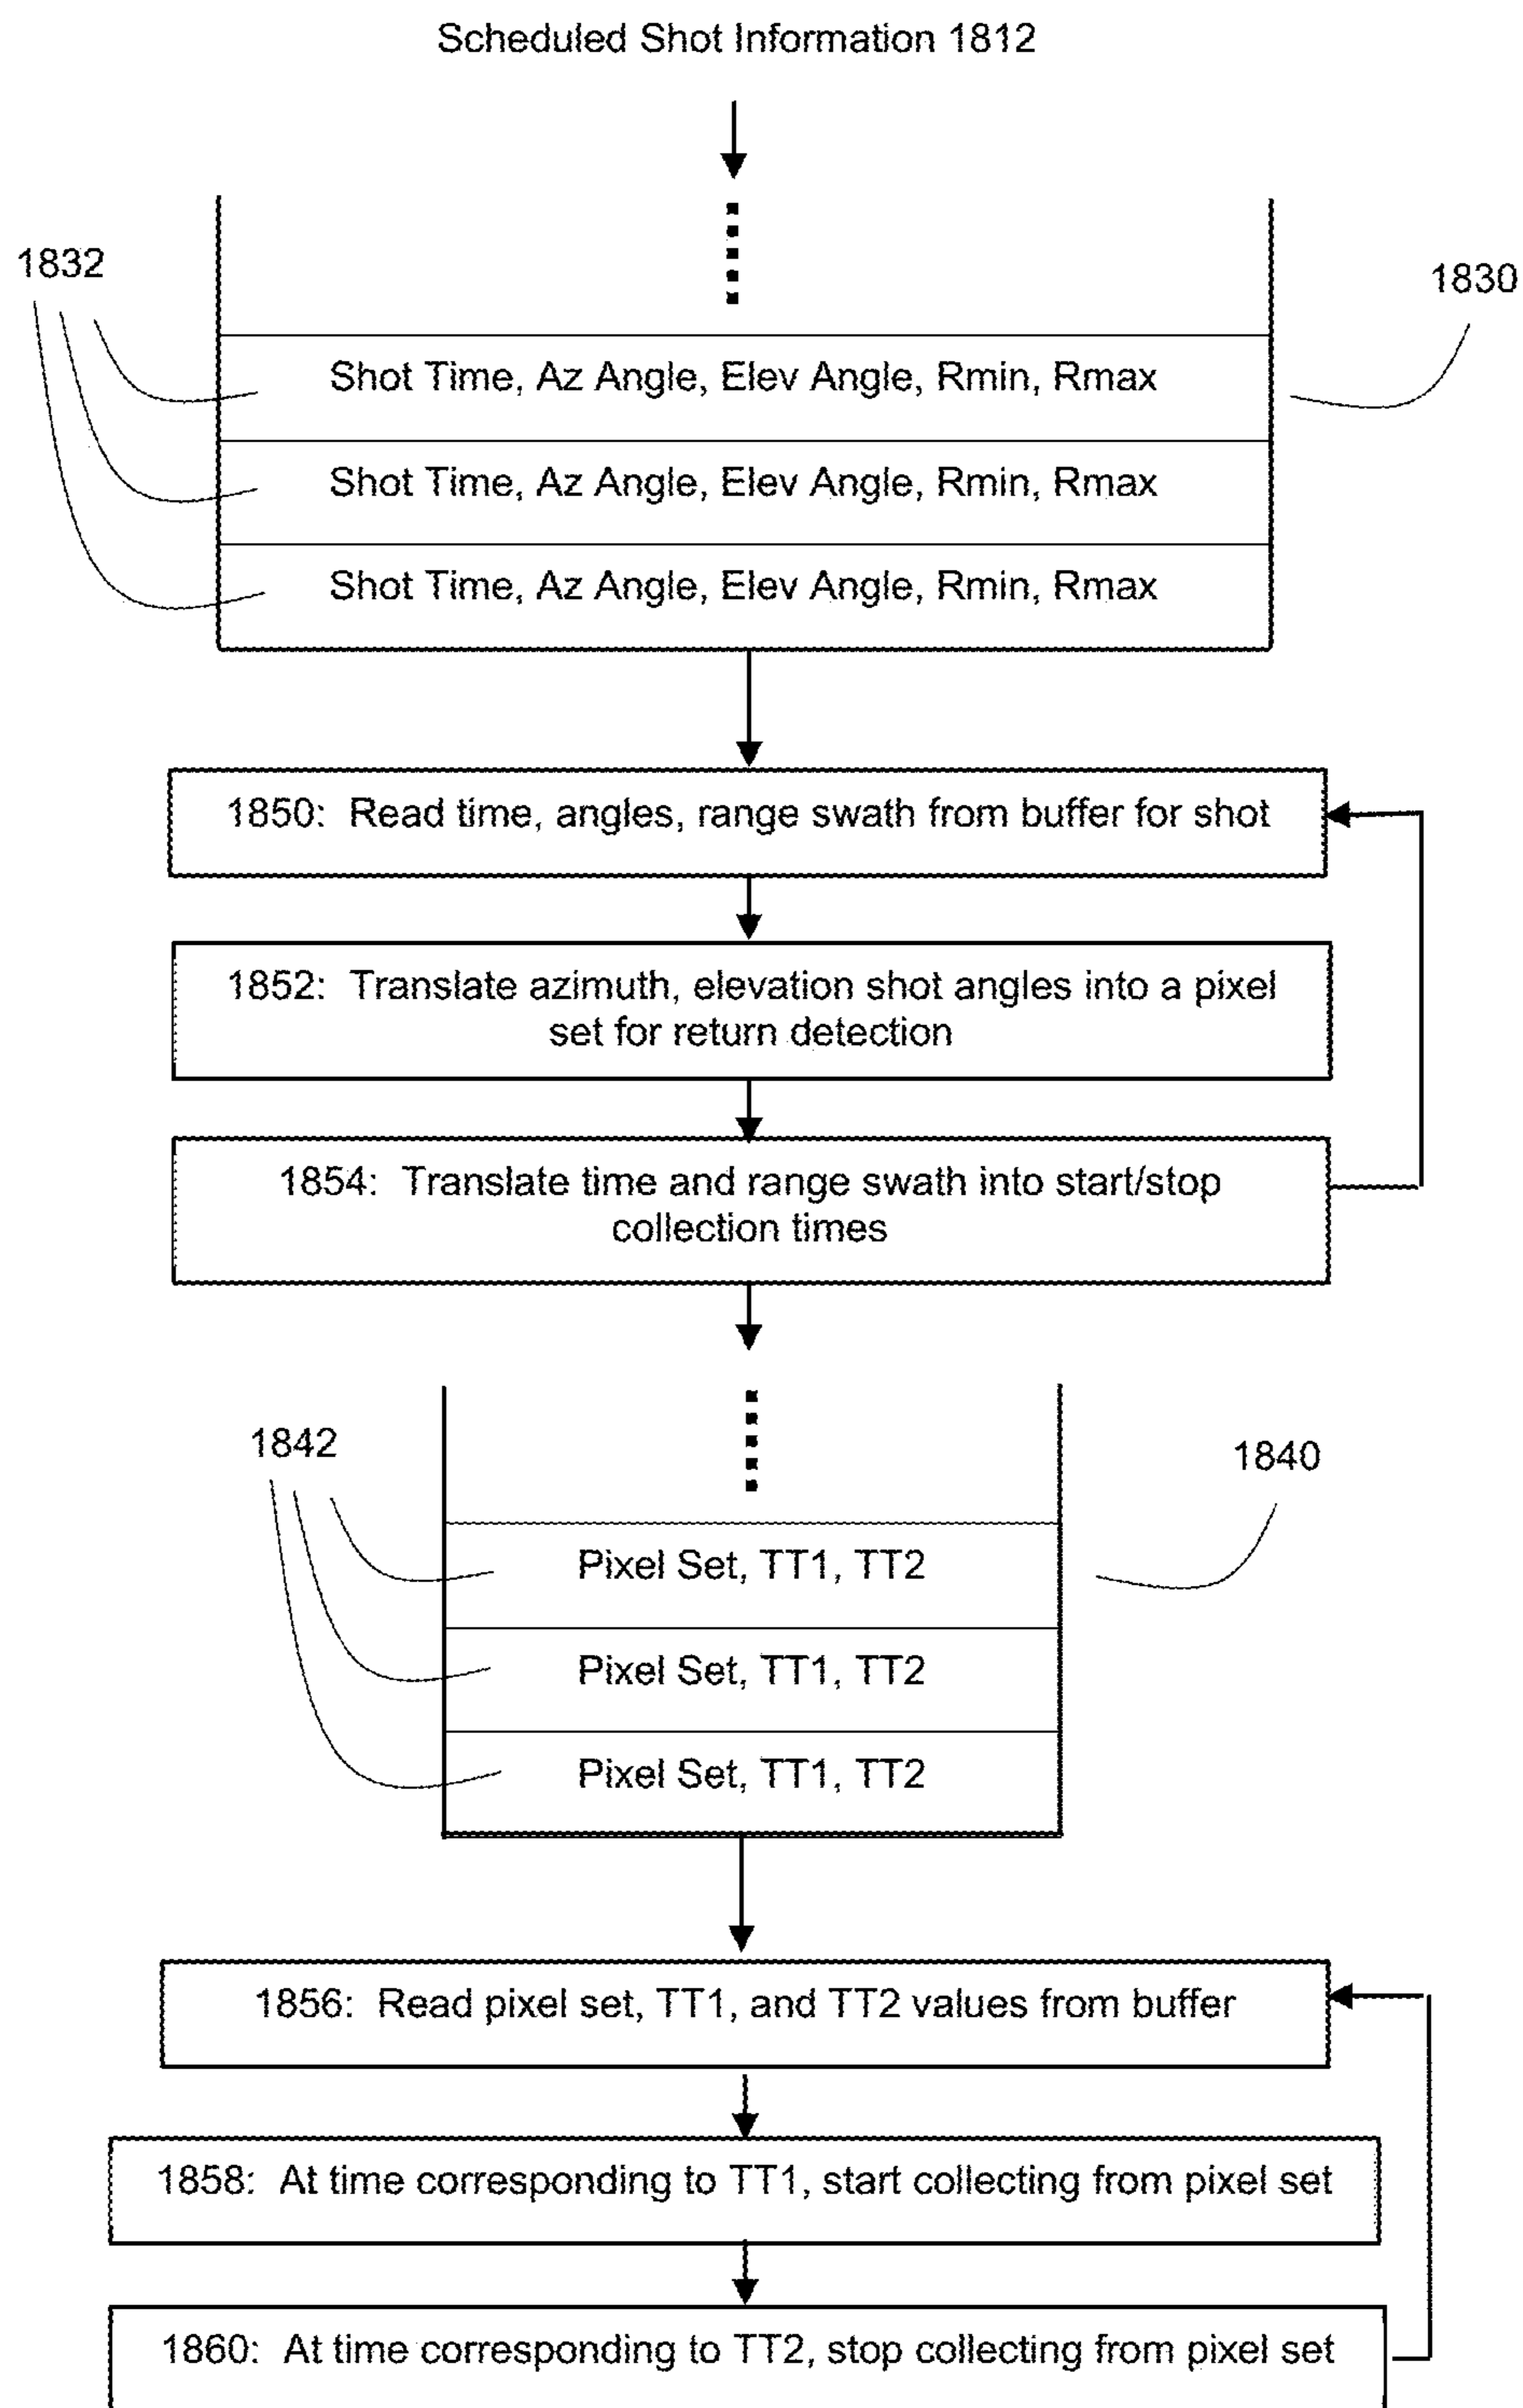 Scheduled Shot Information 1812
1832
1830
Shot Time, Az Angle, Elev Angle, Rmin, Rmax
Shot Time, Az Angle, Elev Angle, Rmin, Rmax
Shot Time, Az Angle, Elev Angle, Rmin, Rmax
1850: Read time, angles, range swath from buffer for shot
1852: Translate azimuth, elevation shot angles into a pixel
set for return detection
1854: Translate time and range swath into start/stop
collection times
1842
1840
Pixel Set, TT1, TT2
Pixel Set, TT1, TT2
Pixel Set, TT1, TT2
1856: Read pixel set, TT1, and TT2 values from buffer
1858: At time corresponding to TT1, start collecting from pixel set
1860: At time corresponding to TT2, stop collecting from pixel set